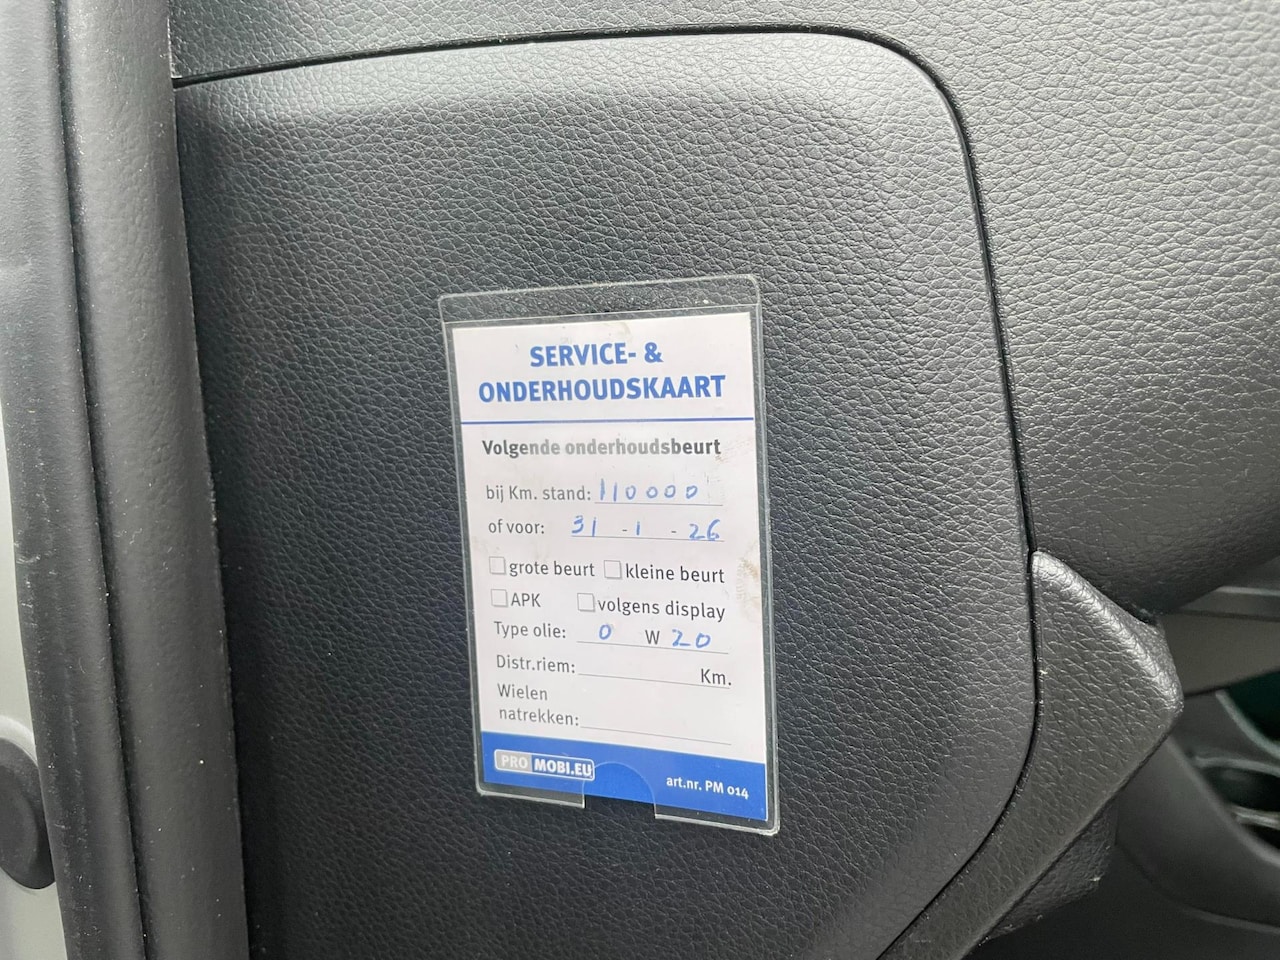 SERVICE- &
ONDERHOUDSKAART
Volgende onderhoudsbeurt
bij Km. stand: 110000
of voor: 31 - 1 - 26
grote beurt kleine beurt
APK volgens display
Type olie: 0 W 20
Distr.riem: Km.
Wielen
natrekken:
PRO MOBI.EU art.nr. PM 014